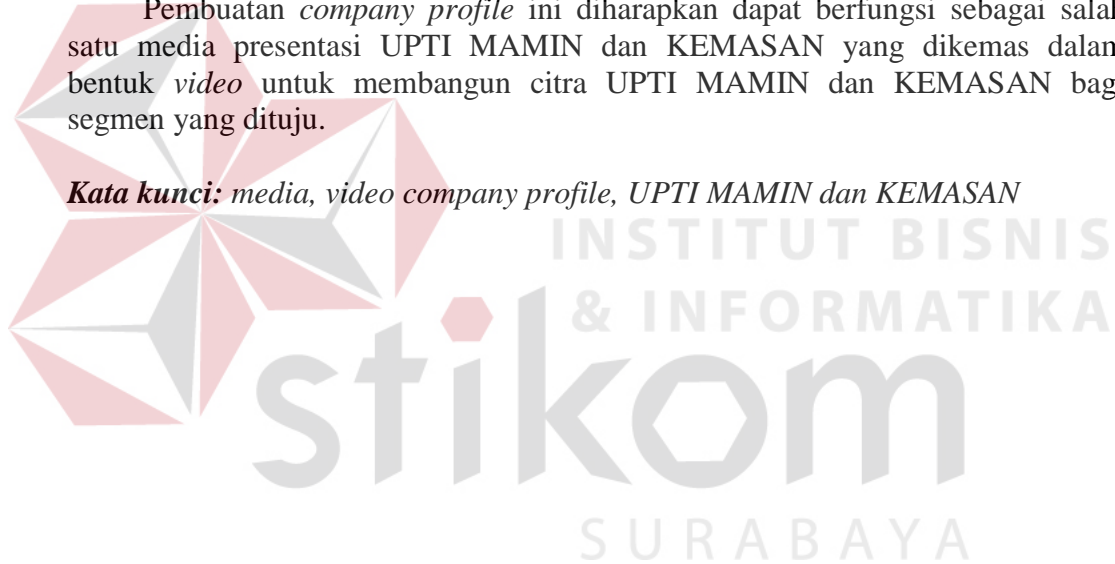 Pembuatan company profile ini diharapkan dapat berfungsi sebagai salah
satu media presentasi UPTI MAMIN dan KEMASAN yang dikemas dalam
bentuk video untuk membangun citra UPTI MAMIN dan KEMASAN bag
segmen yang dituju.
Kata kunci: media, video company profile, UPTI MAMIN dan KEMASAN
INSTITUT BISNIS
& INFORMATIKA
stikom
SURABAYA